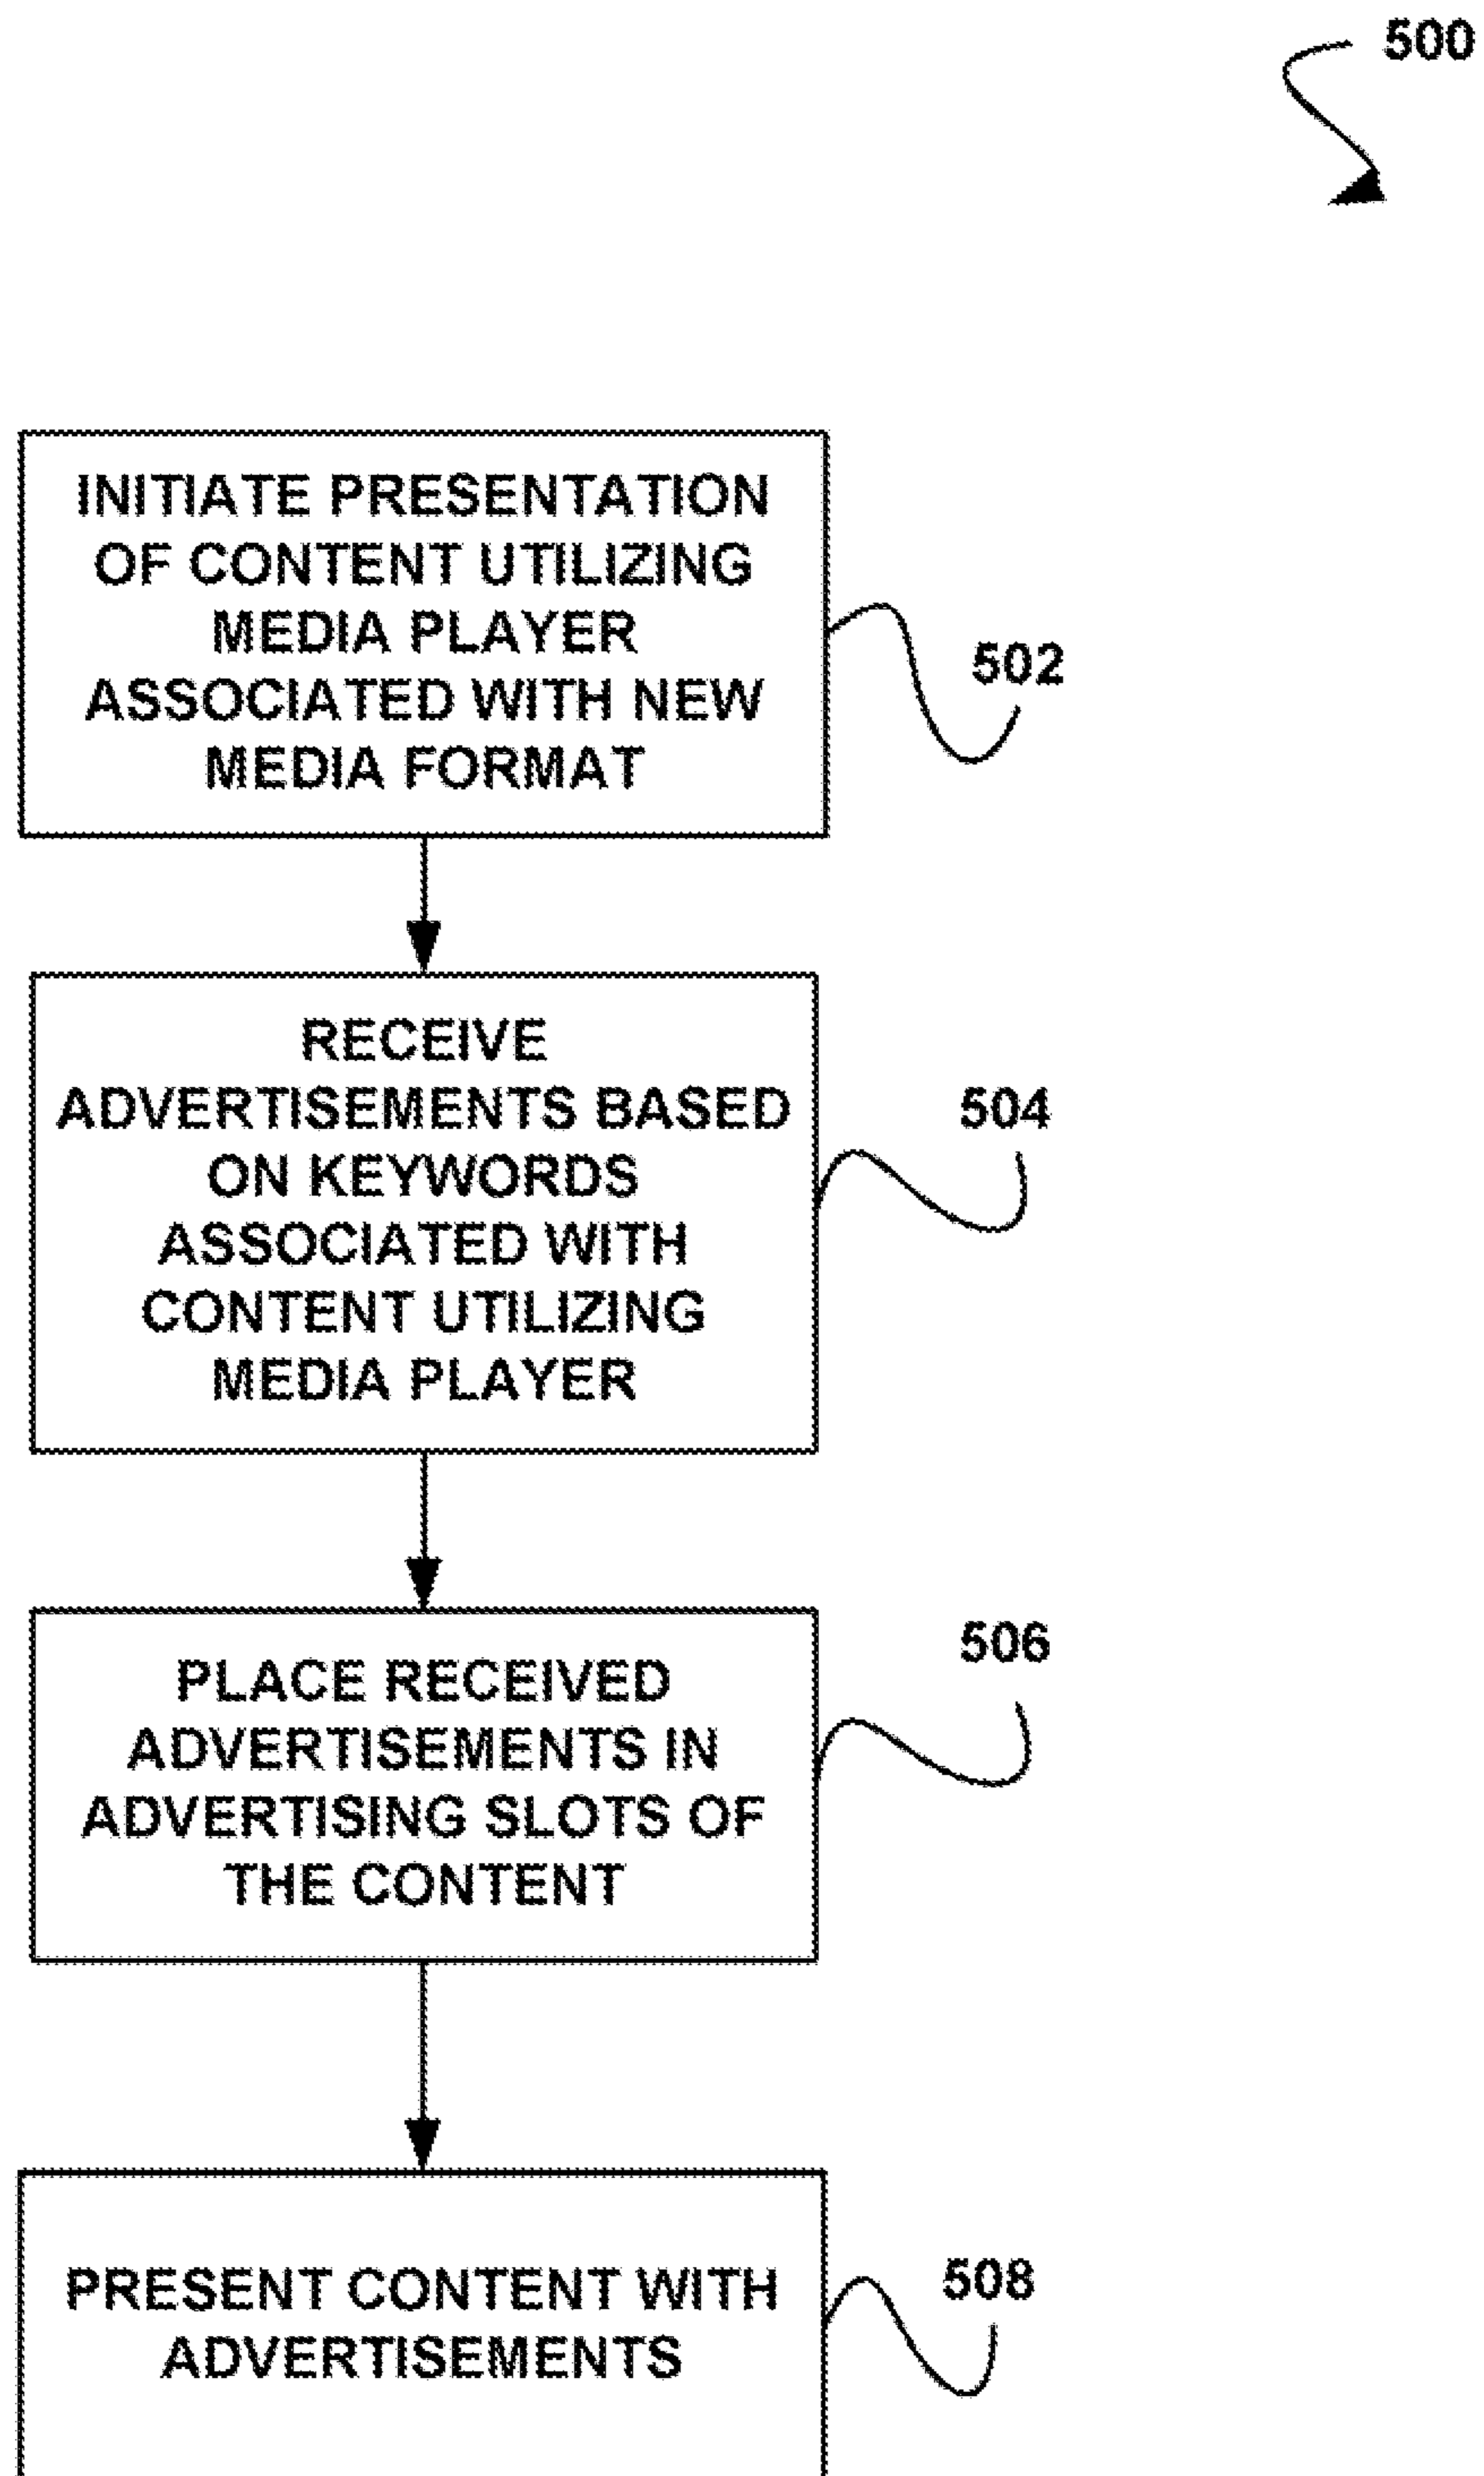 500
INITIATE PRESENTATION
OF CONTENT UTILIZING
MEDIA PLAYER
ASSOCIATED WITH NEW
MEDIA FORMAT
502
RECEIVE
ADVERTISEMENTS BASED
ON KEYWORDS
ASSOCIATED WITH
CONTENT UTILIZING
MEDIA PLAYER
504
PLACE RECEIVED
ADVERTISEMENTS IN
ADVERTISING SLOTS OF
THE CONTENT
506
PRESENT CONTENT WITH
ADVERTISEMENTS
508